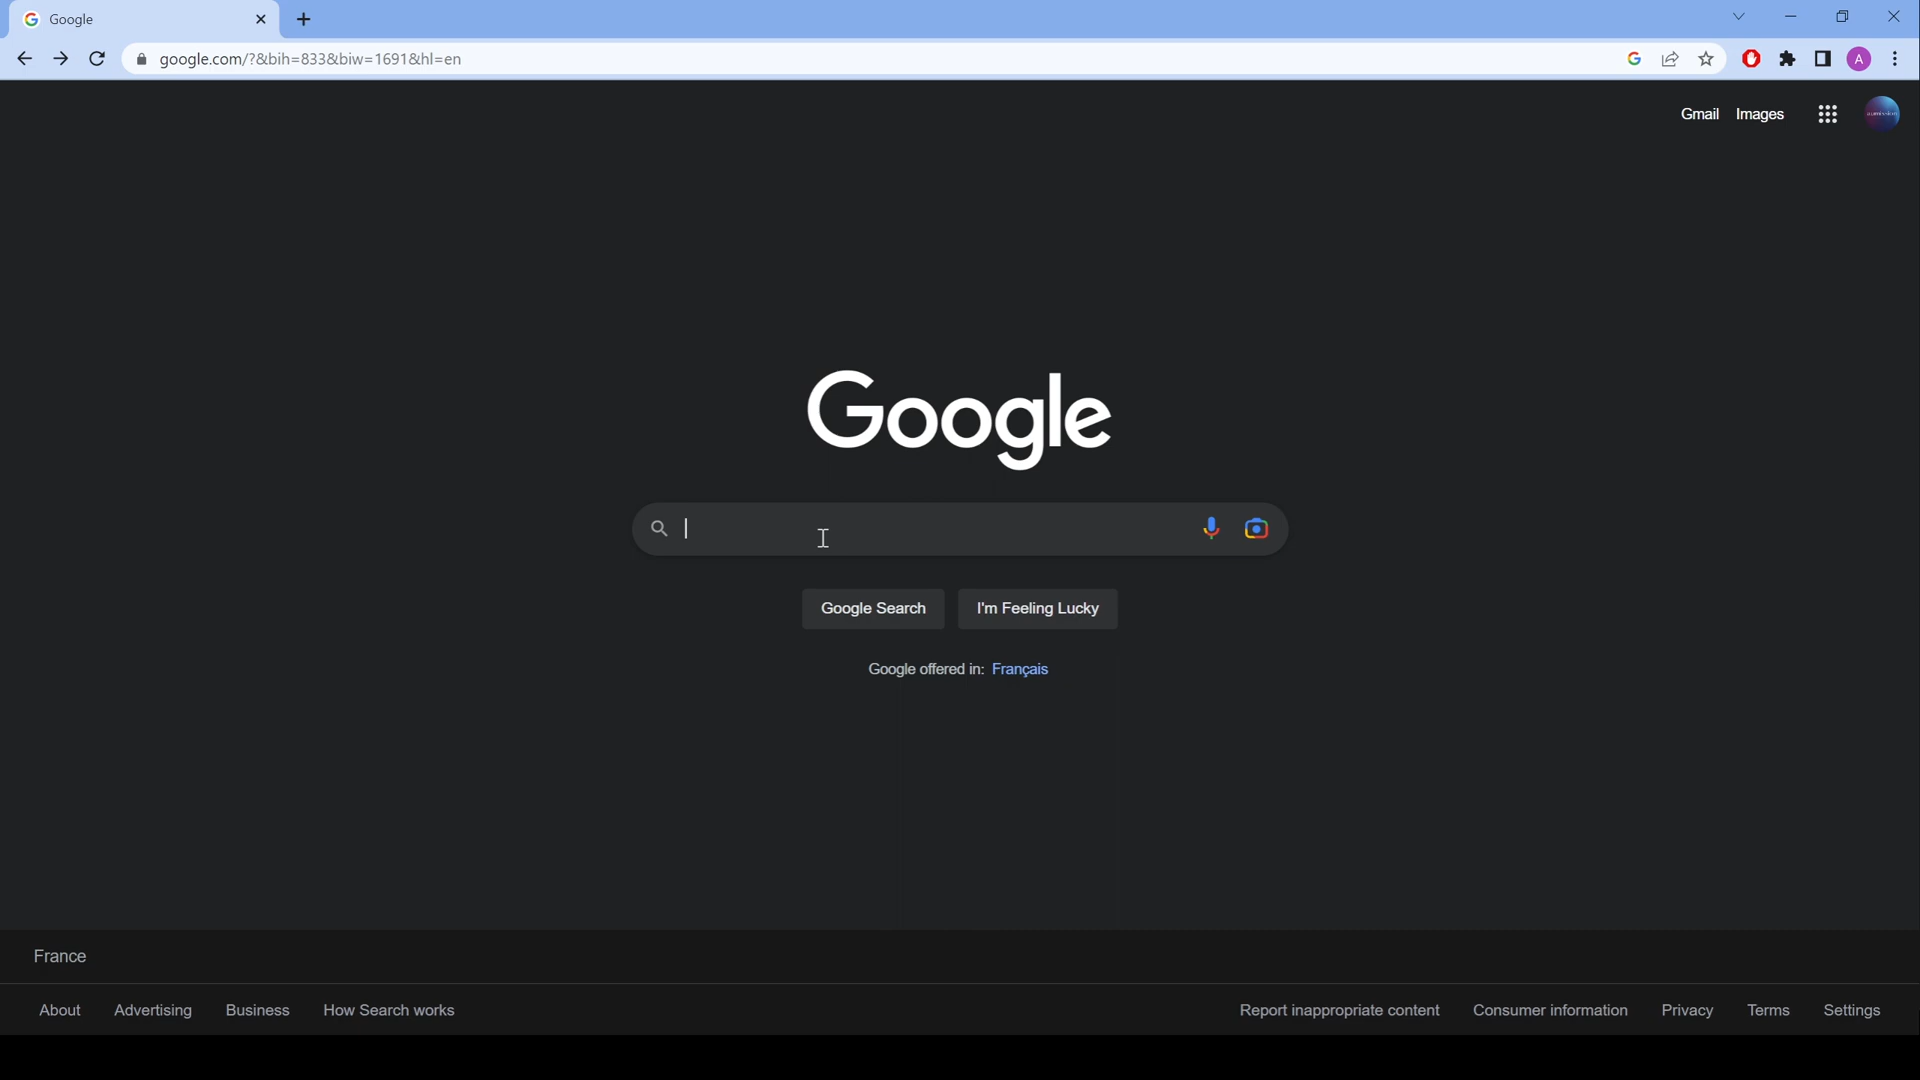 Google
google.com/?&bih=833&biw=1691&hl=en
A
Gmail Images
Google
Google Search I'm Feeling Lucky
Google offered in: Français
France
About Advertising Business How Search works Report inappropriate content Consumer information Privacy Terms Settings